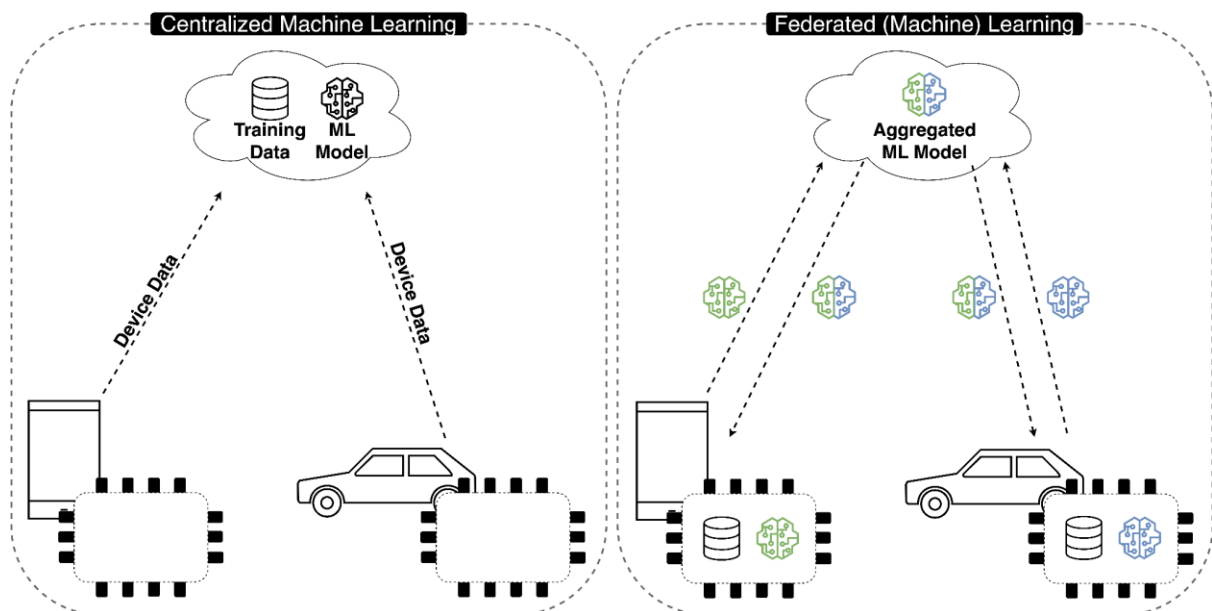 Centralized Machine Learning
Training
Data
ML
Model
Device Data
Device Data
Federated (Machine) Learning
Aggregated
ML Model